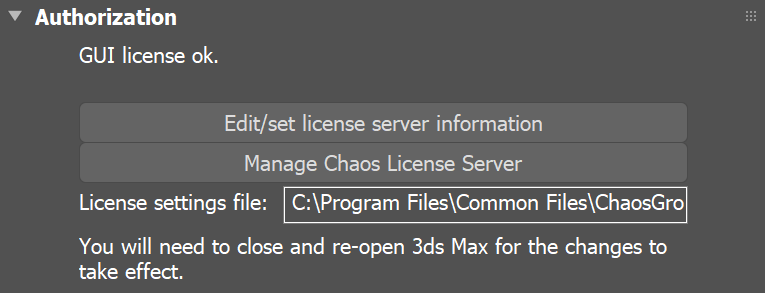 Authorization
GUI license ok.
Edit/set license server information
Manage Chaos License Server
License settings file: C:\Program Files\Common Files\ChaosGro
You will need to close and re-open 3ds Max for the changes to
take effect.